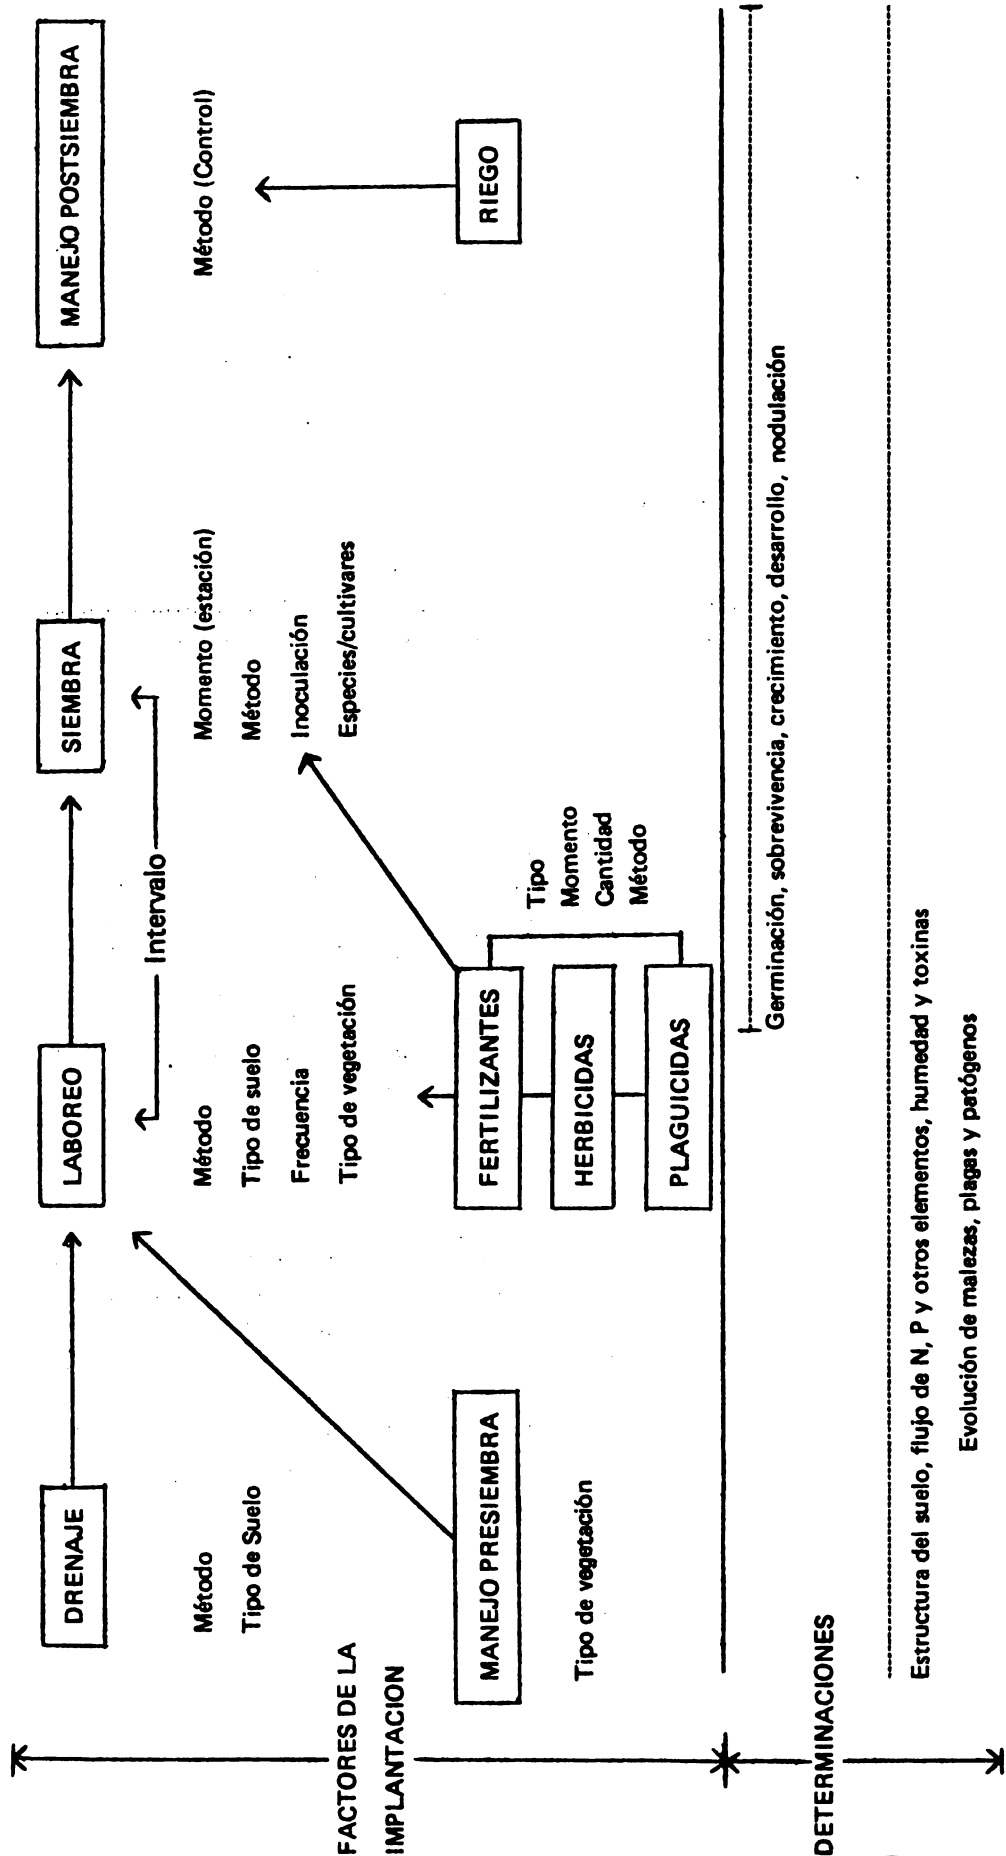 FACTORES DE LA
IMPLANTACION
DRENAJE
Método
Tipo de Suelo
MANEJO PRESIEMBRA
Tipo de vegetación
LABOREO
Intervalo
Método
Tipo de suelo
Frecuencia
Tipo de vegetación
FERTILIZANTES
HERBICIDAS
PLAGUICIDAS
Tipo
Momento
Cantidad
Método
SIEMBRA
Momento (estación)
Método
Inoculación
Especies/cultivares
MANEJO POSTSIEMBRA
Método (Control)
RIEGO
DETERMINACIONES
Germinación, sobrevivencia, crecimiento, desarrollo, nodulación
Estructura del suelo, flujo de N, P y otros elementos, humedad y toxinas
Evolución de malezas, plagas y patógenos